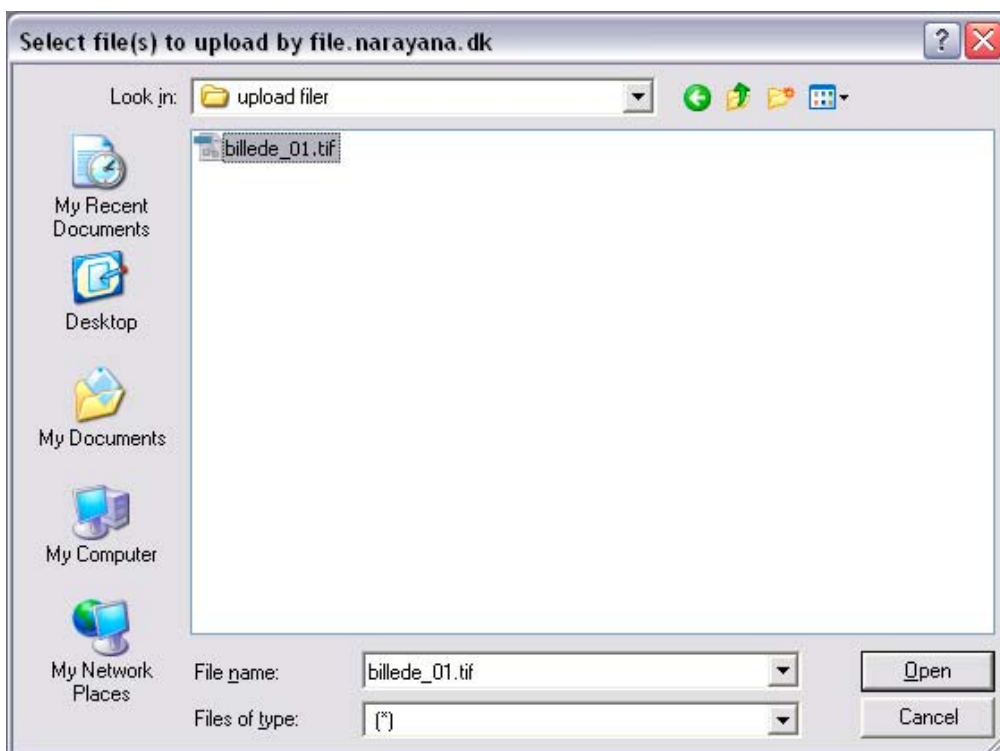 Select file(s) to upload by file.narayana.dk
?
Look in:
upload filer
billede_01.tif
My Recent
Documents
Desktop
My Documents
My Computer
My Network
Places
File name:
billede_01.tif
Open
Files of type:
(*)
Cancel